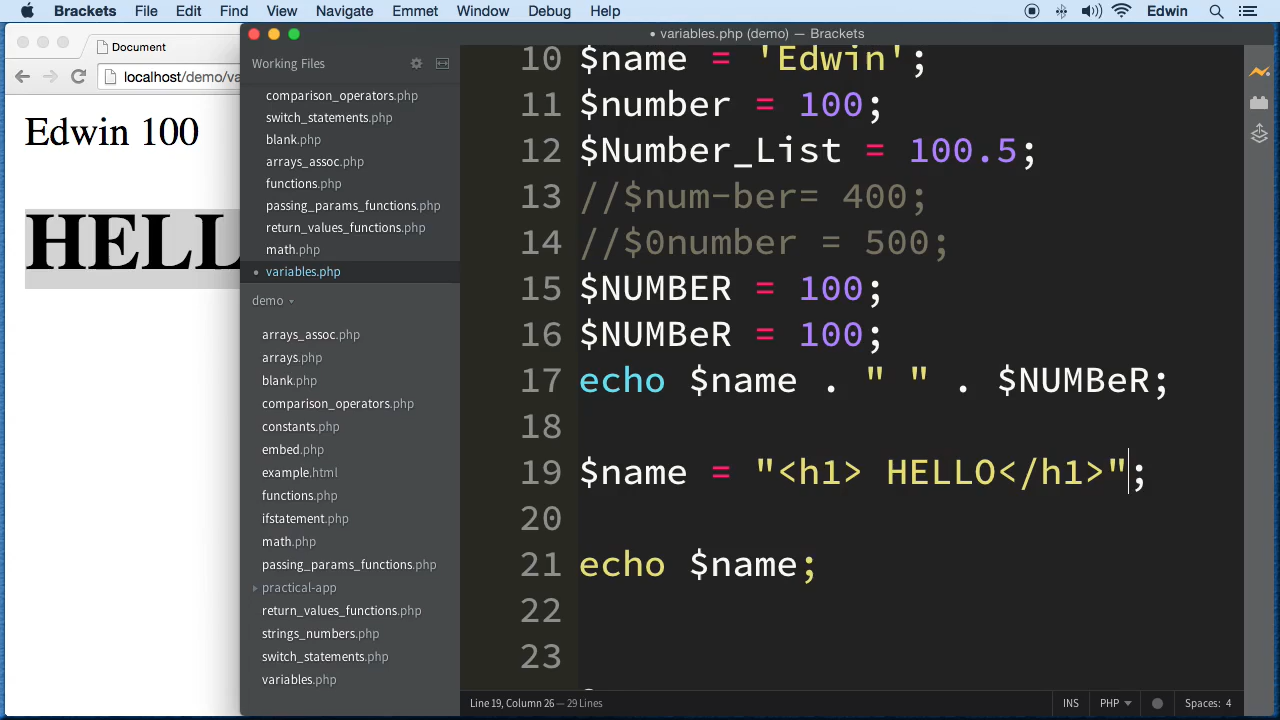 Brackets File Edit Find View Navigate Emmet Window Debug Help Edwin
Document
localhost/demo/va
Edwin 100
HELL
• variables.php (demo) — Brackets
Working Files
comparison_operators.php
switch_statements.php
blank.php
arrays_assoc.php
functions.php
passing_params_functions.php
return_values_functions.php
math.php
variables.php
demo
arrays_assoc.php
arrays.php
blank.php
comparison_operators.php
constants.php
embed.php
example.html
functions.php
ifstatement.php
math.php
passing_params_functions.php
practical-app
return_values_functions.php
strings_numbers.php
switch_statements.php
variables.php
10 $name = 'Edwin';
11 $number = 100;
12 $Number_List = 100.5;
13 //$num-ber= 400;
14 //$0number = 500;
15 $NUMBER = 100;
16 $NUMBeR = 100;
17 echo $name . " " . $NUMBeR;
18
19 $name = "<h1> HELLO</h1>";
20
21 echo $name;
22
23
Line 19, Column 26 — 29 Lines
INS PHP Spaces: 4